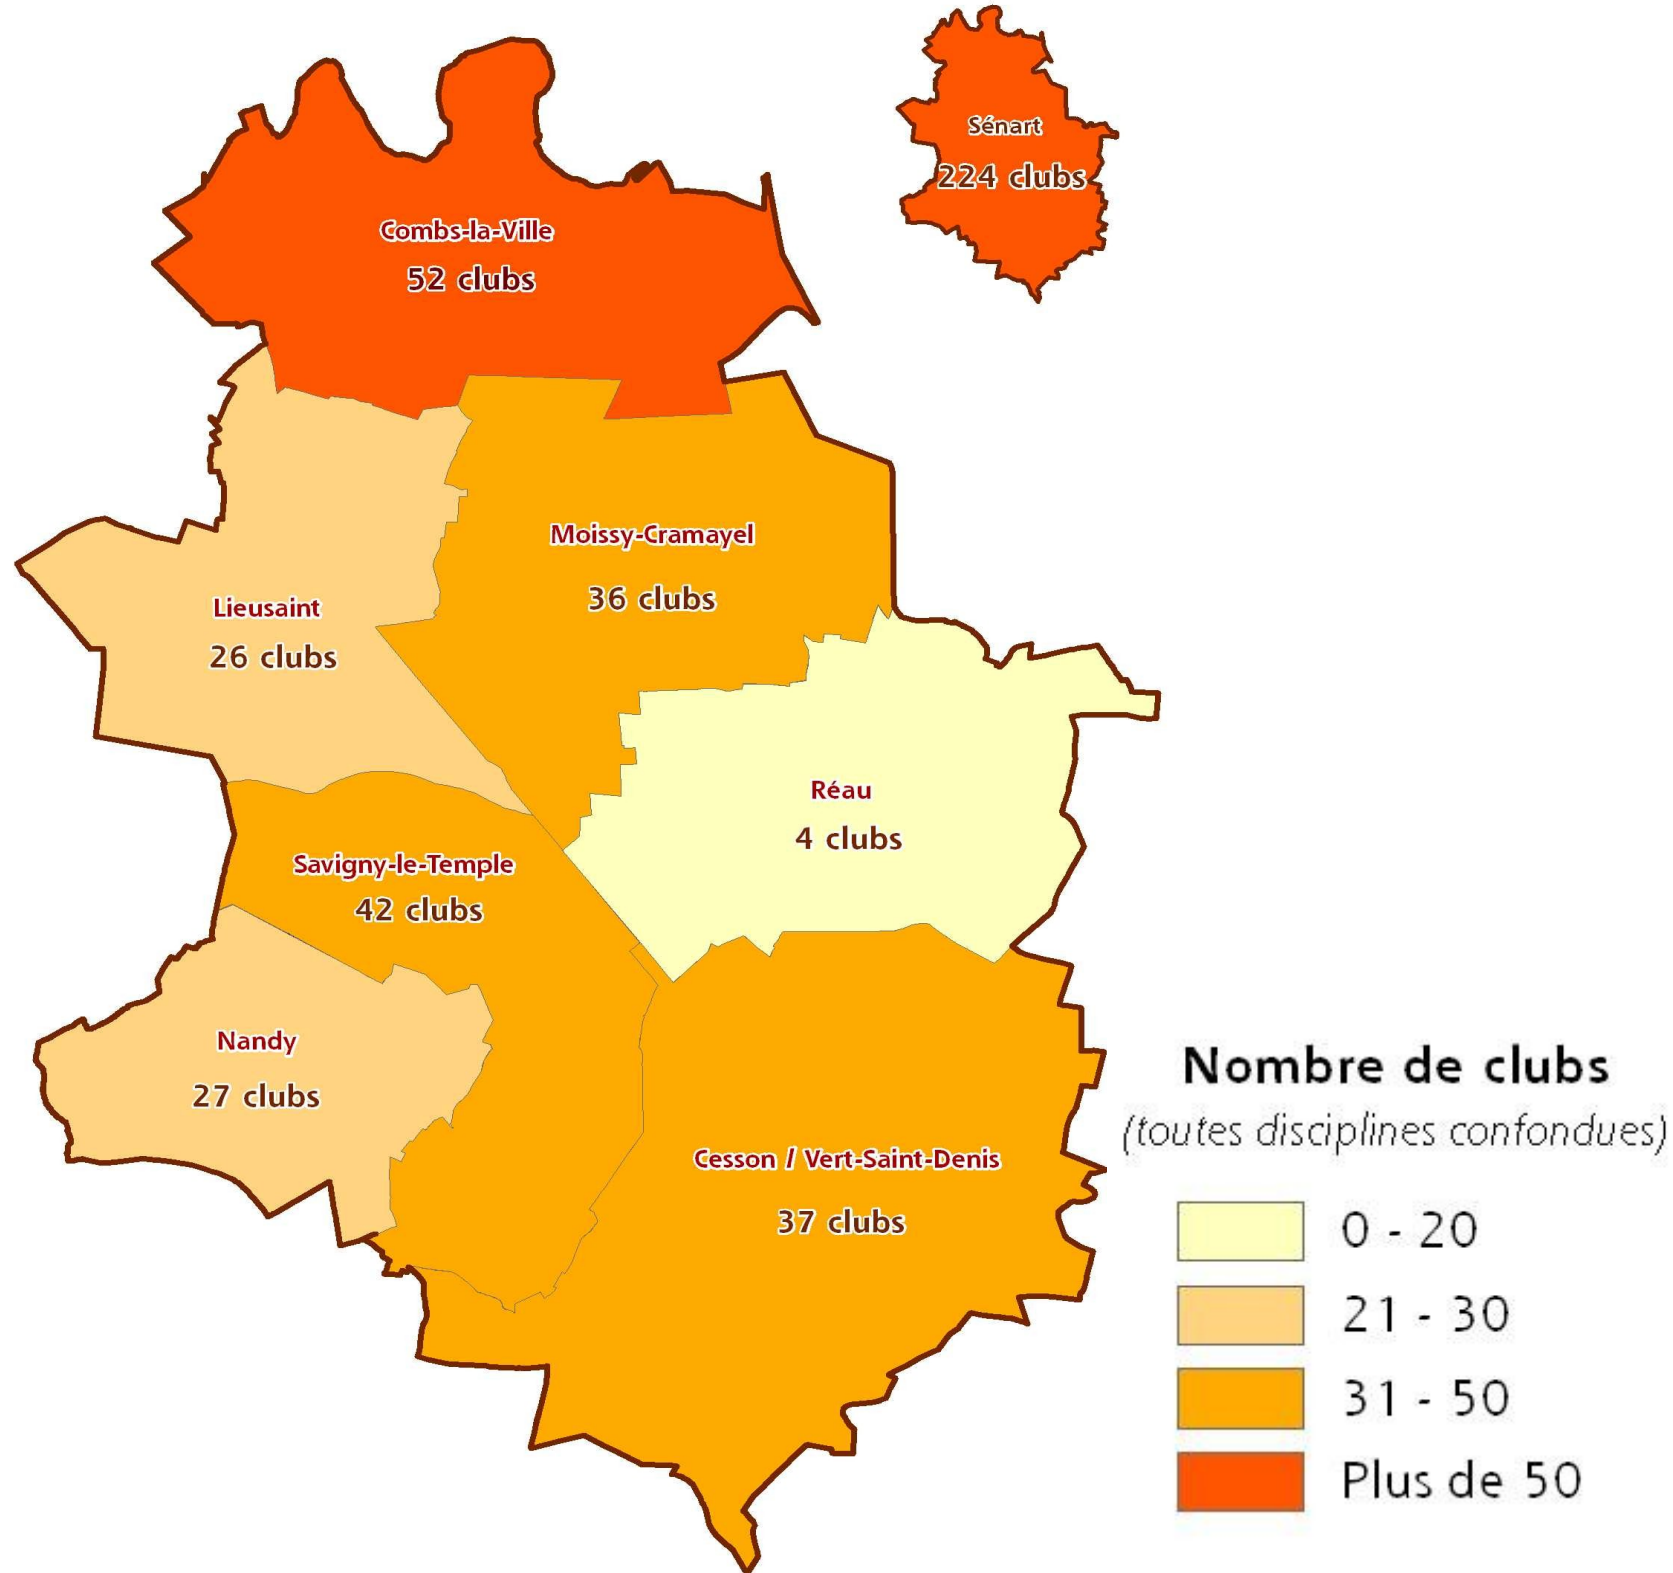 Sénart
224 clubs
Combs-la-Ville
52 clubs
Moissy-Cramayel
36 clubs
Lieusaint
26 clubs
Réau
4 clubs
Savigny-le-Temple
42 clubs
Nandy
27 clubs
Cesson / Vert-Saint-Denis
37 clubs
Nombre de clubs
(toutes disciplines confondues)
0 - 20
21 - 30
31 - 50
Plus de 50